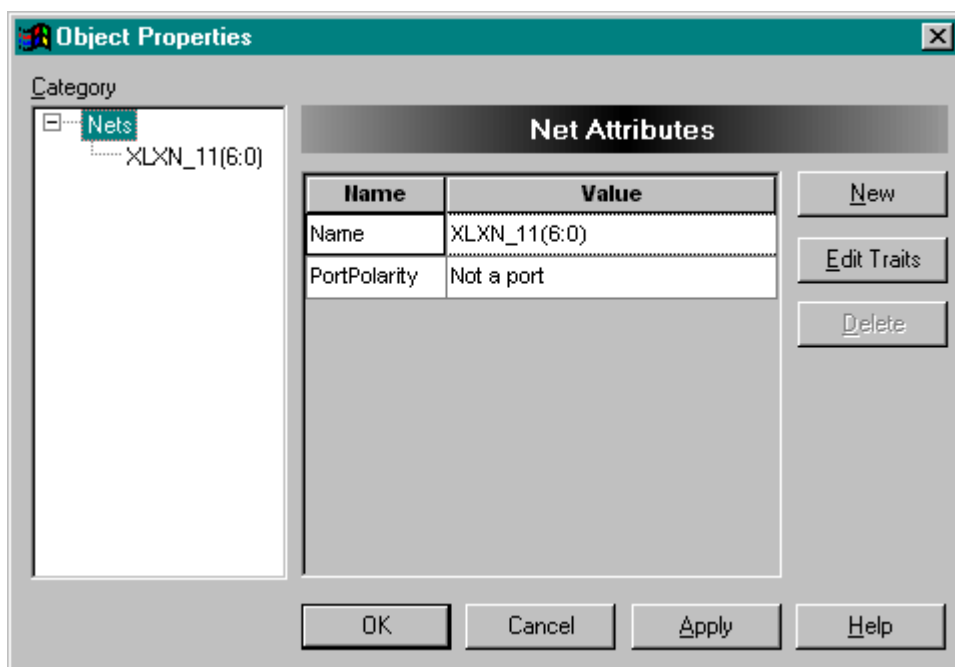 Object Properties
Category
Nets
XLXN_11(6:0)
Net Attributes
Name Value
Name XLXN_11(6:0)
PortPolarity Not a port
New
Edit Traits
Delete
OK Cancel Apply Help